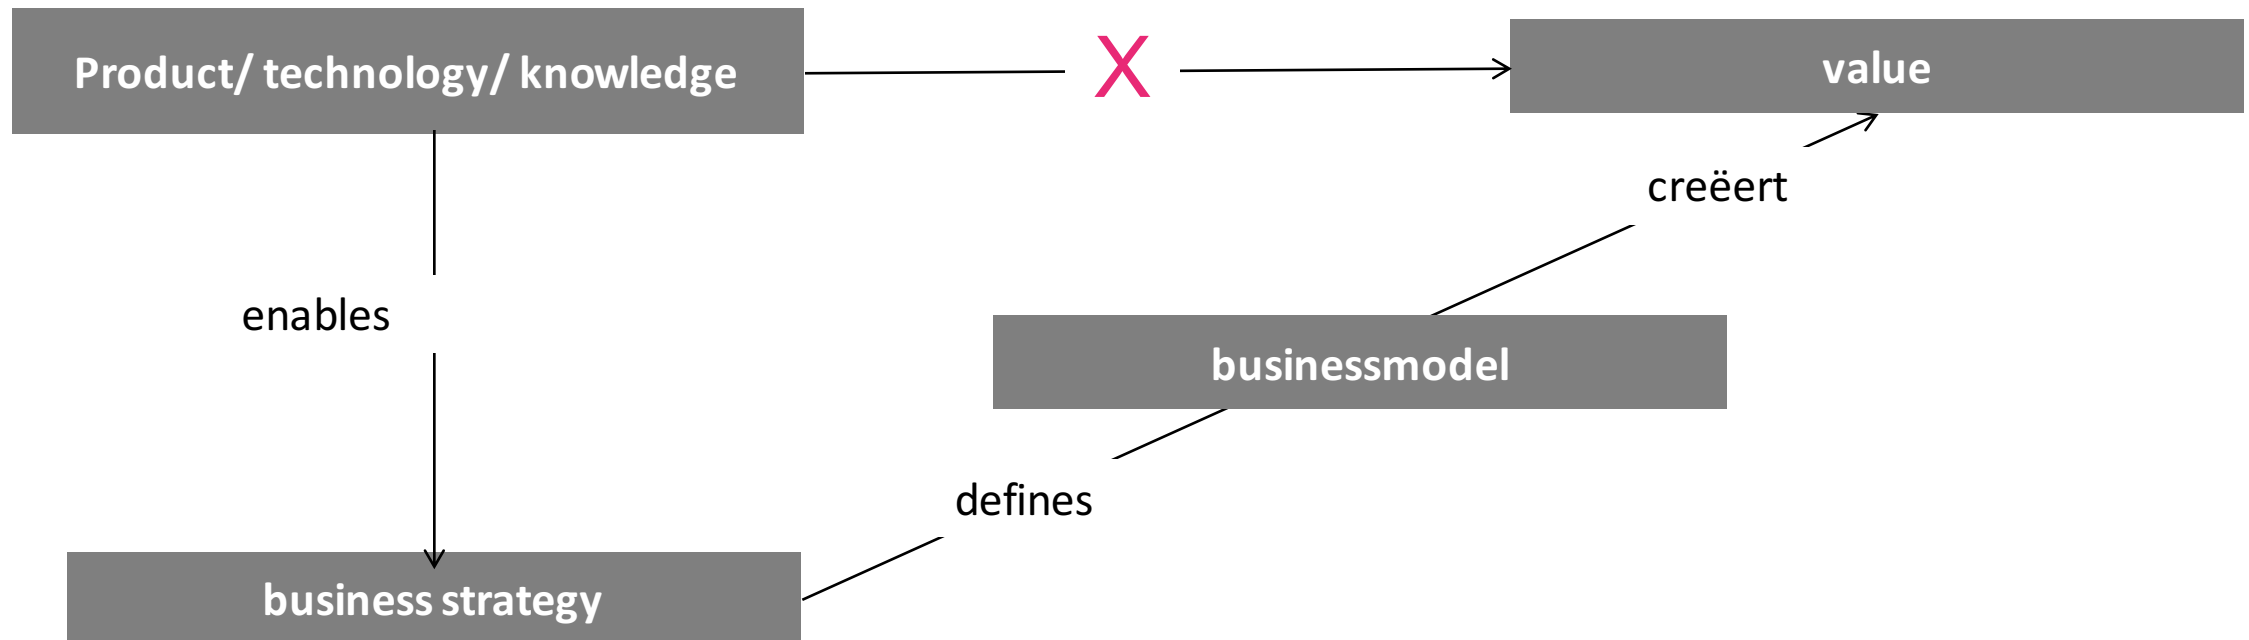 Product/ technology/ knowledge
X
value
creëert
enables
businessmodel
defines
business strategy